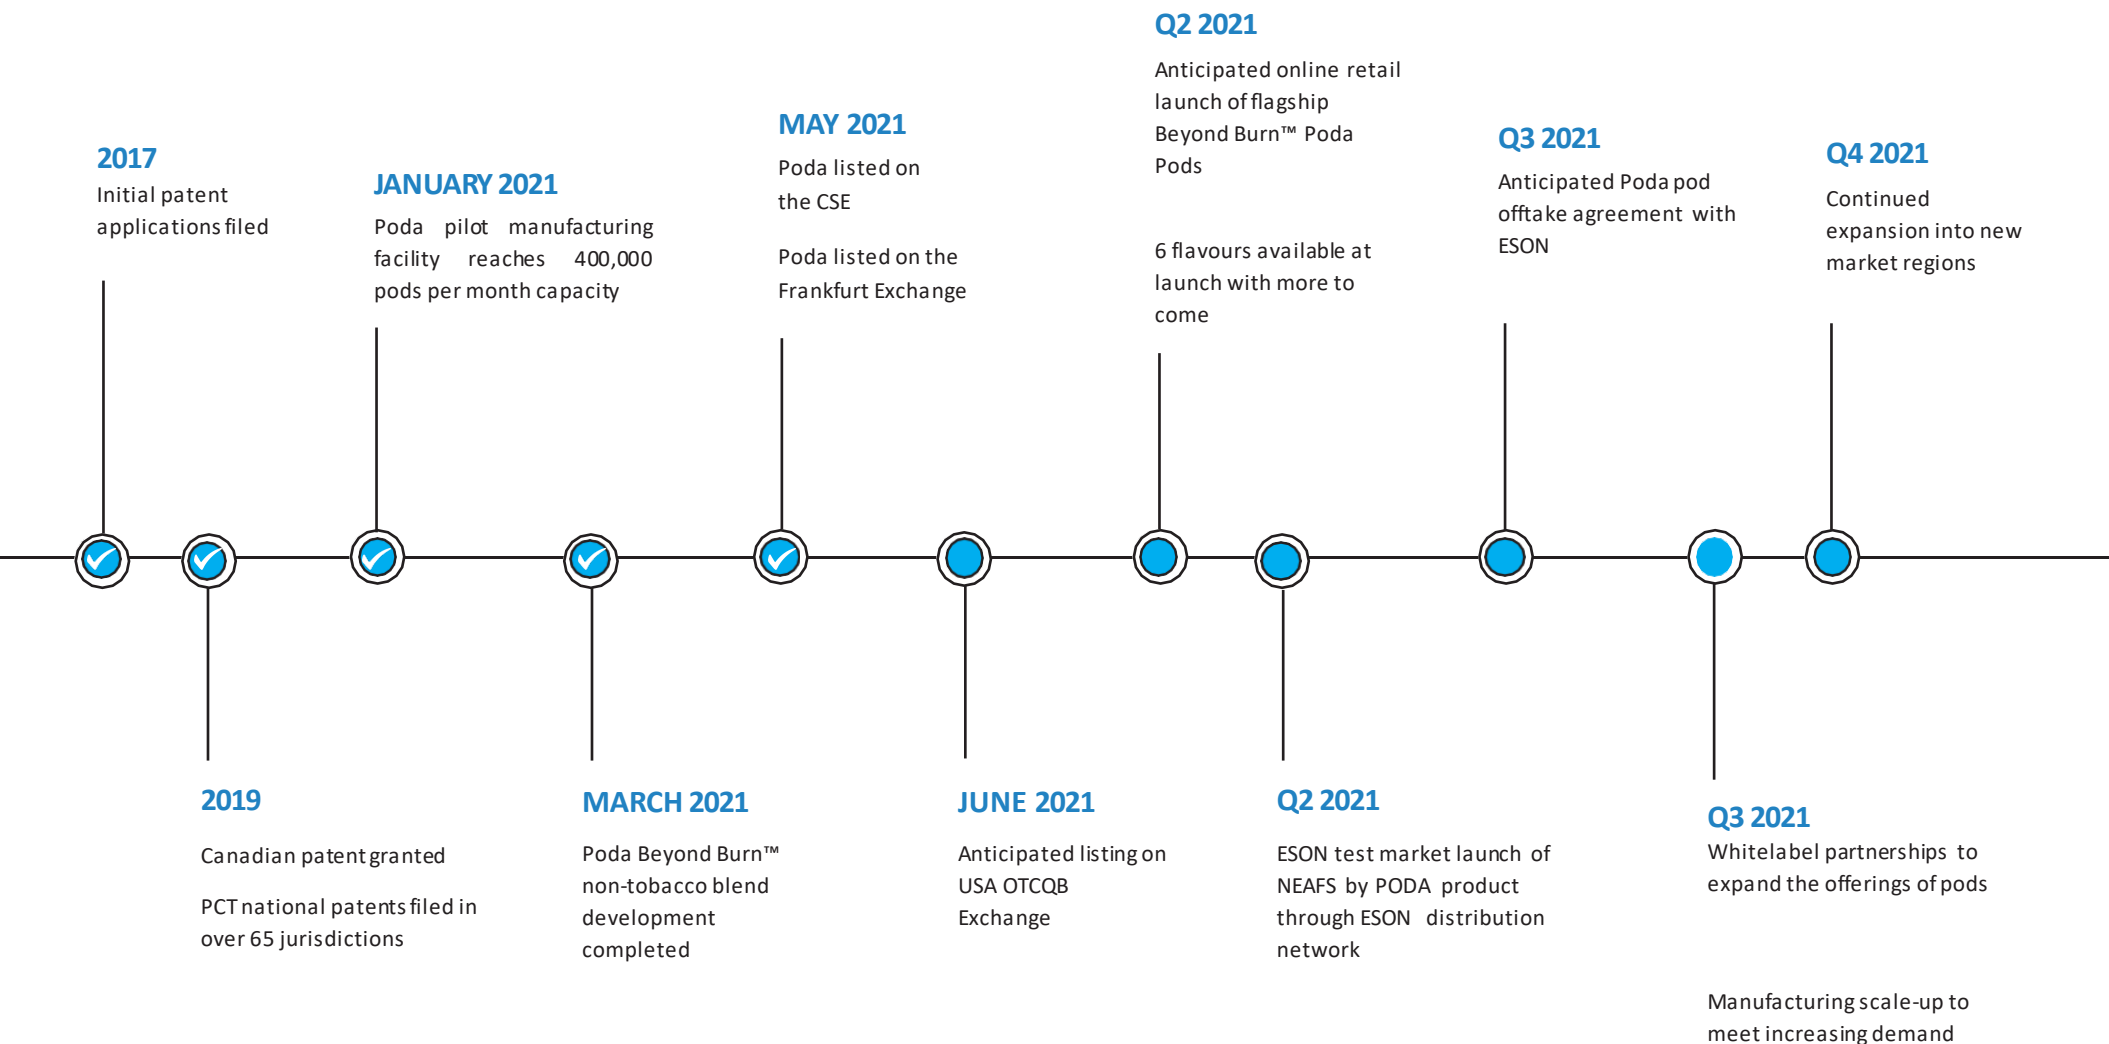 2017
Initial patent
applications filed
2019
Canadian patent granted
PCT national patents filed in
over 65 jurisdictions
JANUARY 2021
Poda pilot manufacturing
facility reaches 400,000
pods per month capacity
MARCH 2021
Poda Beyond Burn™
non-tobacco blend
development
completed
MAY 2021
Poda listed on
the CSE
Poda listed on the
Frankfurt Exchange
JUNE 2021
Anticipated listing on
USA OTCQB
Exchange
Q2 2021
Anticipated online retail
launch of flagship
Beyond Burn™ Poda
Pods
6 flavours available at
launch with more to
come
Q2 2021
ESON test market launch of
NEAFS by PODA product
through ESON distribution
network
Q3 2021
Anticipated Poda pod
offtake agreement with
ESON
Q3 2021
Whitelabel partnerships to
expand the offerings of pods
Manufacturing scale-up to
meet increasing demand
Q4 2021
Continued
expansion into new
market regions